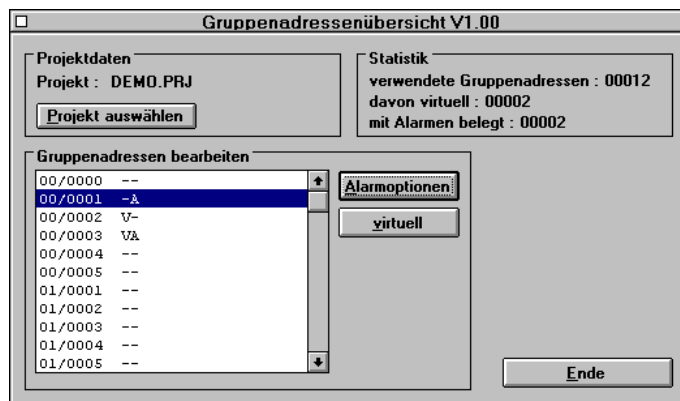 Gruppenadressenübersicht V1.00
Projektdaten
Projekt : DEMO.PRJ
Projekt auswählen
Statistik
verwendete Gruppenadressen : 00012
davon virtuell : 00002
mit Alarmen belegt : 00002
Gruppenadressen bearbeiten
00/0000 --
00/0001 -A
00/0002 V-
00/0003 VA
00/0004 --
00/0005 --
01/0001 --
01/0002 --
01/0003 --
01/0004 --
01/0005 --
Alarmoptionen
virtuell
Ende